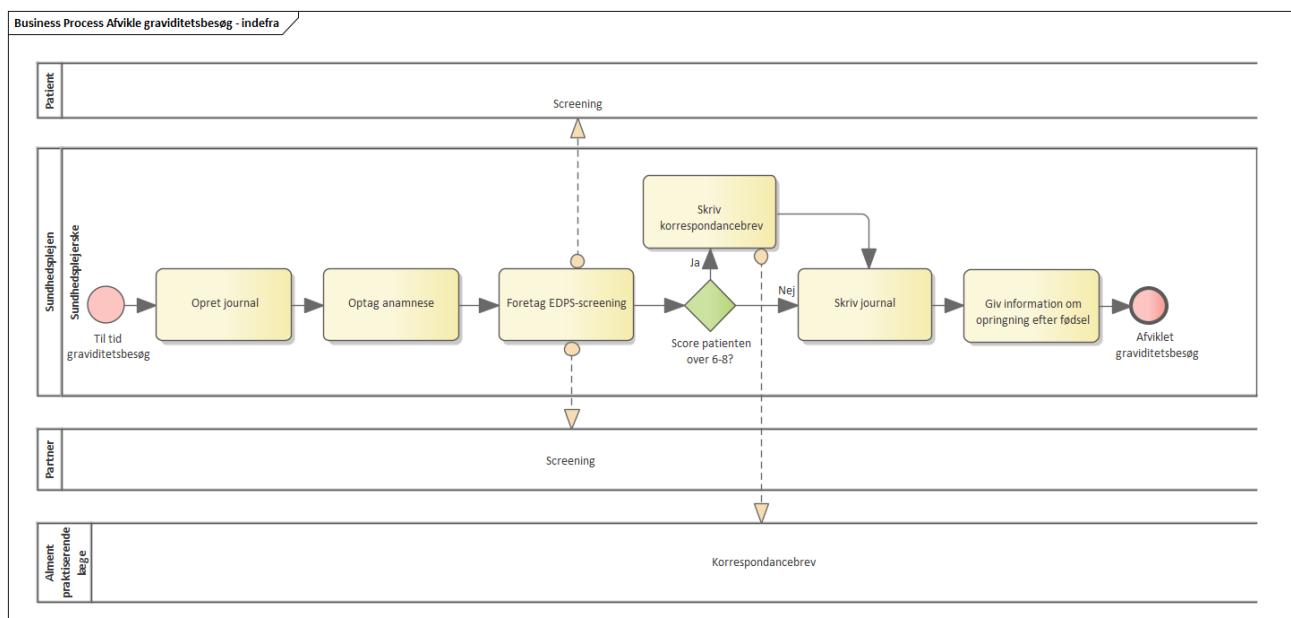 Business Process Afvikle graviditetsbesøg - indefra
Patient
Screening
Sundhedsplejen
Sundhedsplejerske
Til tid
graviditetsbesøg
Opret journal
Optag anamnese
Foretag EDPS-screening
Score patienten
over 6-8?
Ja
Nej
Skriv
korrespondancebrev
Skriv journal
Giv information om
opringning efter fødsel
Afviklet
graviditetsbesøg
Partner
Screening
Alment
praktiserende
læge
Korrespondancebrev